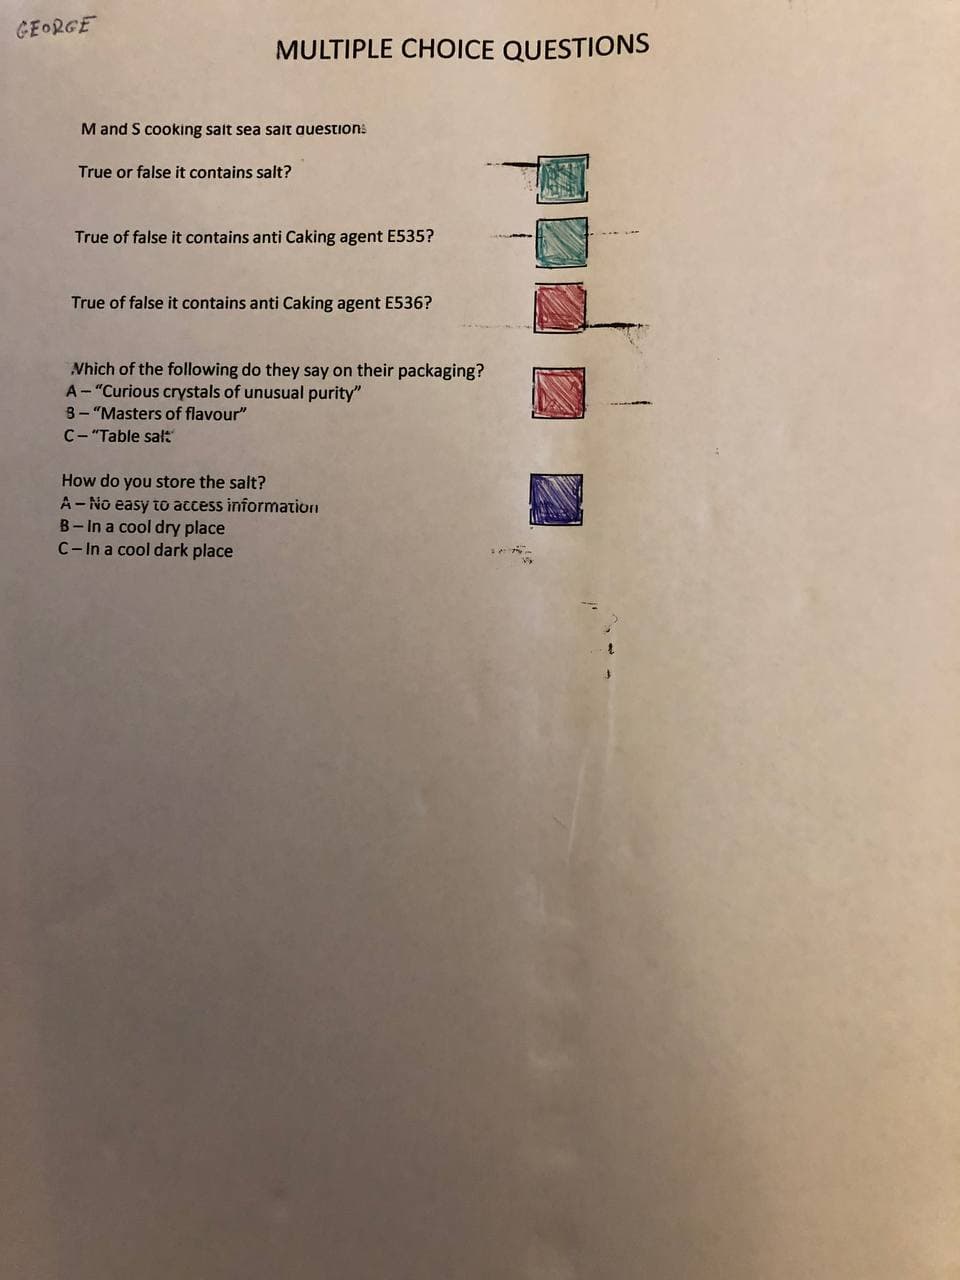 GEORGE
MULTIPLE CHOICE QUESTIONS
M and S cooking salt sea salt questions
True or false it contains salt?
True of false it contains anti Caking agent E535?
True of false it contains anti Caking agent E536?
Which of the following do they say on their packaging?
A – “Curious crystals of unusual purity”
B – “Masters of flavour”
C – “Table salt”
How do you store the salt?
A – No easy to access information
B – In a cool dry place
C – In a cool dark place